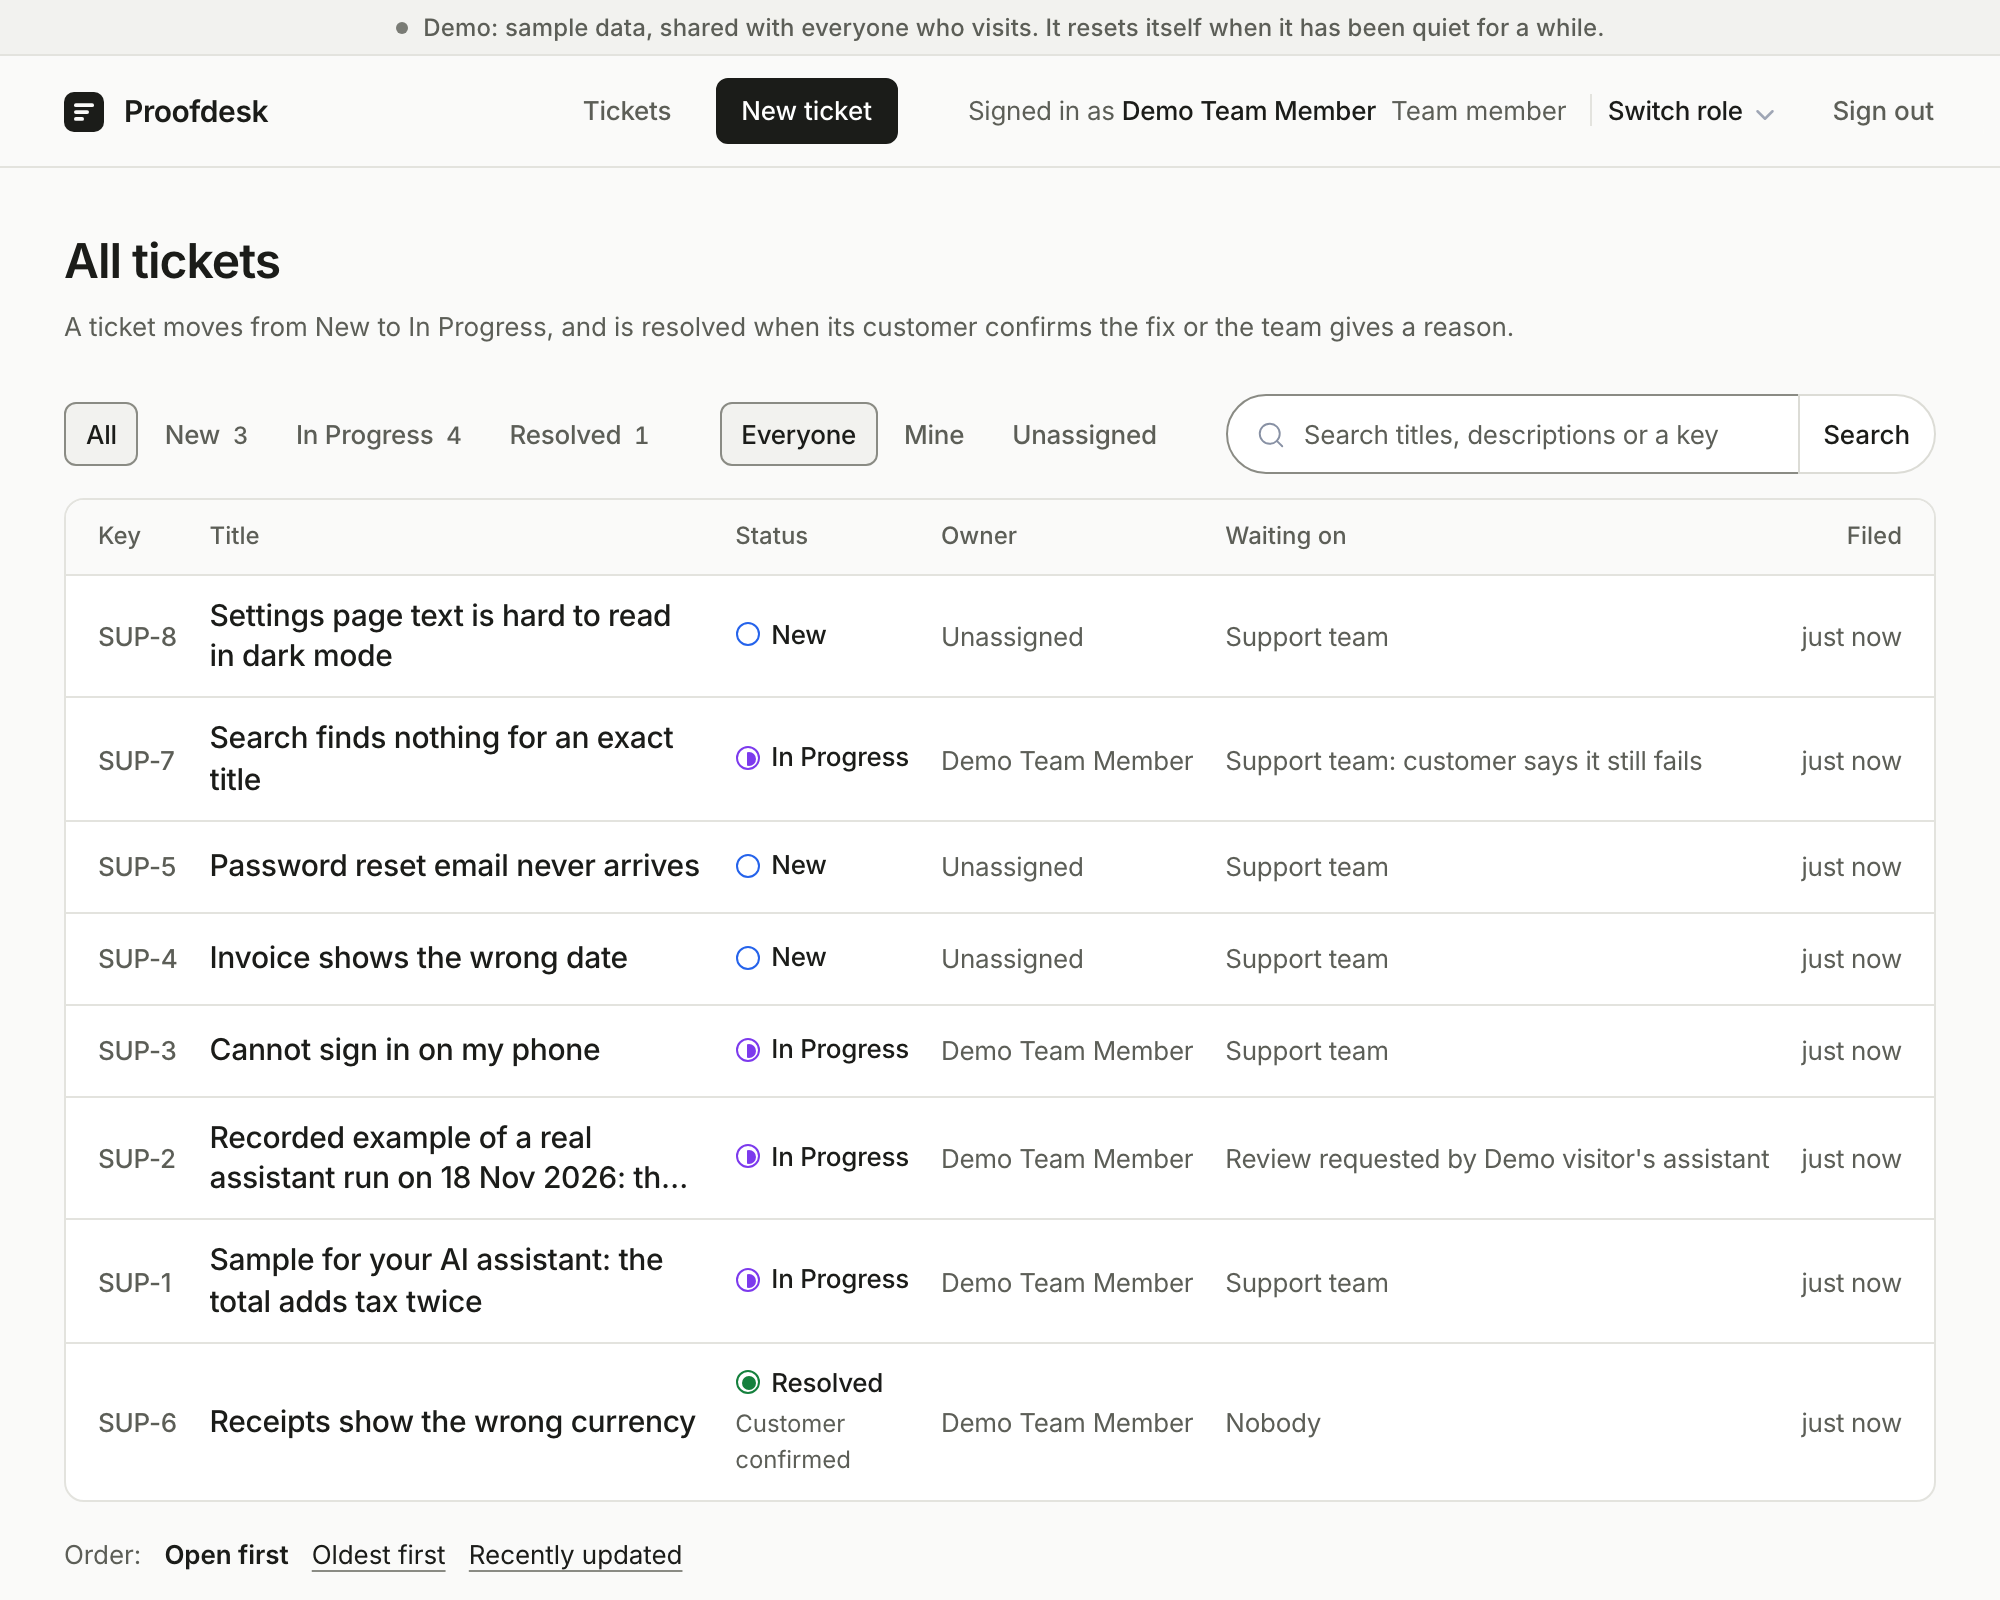 Demo: sample data, shared with everyone who visits. It resets itself when it has been quiet for a while.
Proofdesk
Tickets
New ticket
Signed in as Demo Team Member Team member
Switch role
Sign out
All tickets
A ticket moves from New to In Progress, and is resolved when its customer confirms the fix or the team gives a reason.
All New 3 In Progress 4 Resolved 1
Everyone Mine Unassigned
Search titles, descriptions or a key
Search
Key Title Status Owner Waiting on Filed
SUP-8 Settings page text is hard to read
in dark mode
New Unassigned Support team just now
SUP-7 Search finds nothing for an exact
title
In Progress Demo Team Member Support team: customer says it still fails just now
SUP-5 Password reset email never arrives New Unassigned Support team just now
SUP-4 Invoice shows the wrong date New Unassigned Support team just now
SUP-3 Cannot sign in on my phone In Progress Demo Team Member Support team just now
SUP-2 Recorded example of a real
assistant run on 18 Nov 2026: th...
In Progress Demo Team Member Review requested by Demo visitor's assistant just now
SUP-1 Sample for your AI assistant: the
total adds tax twice
In Progress Demo Team Member Support team just now
SUP-6 Receipts show the wrong currency Resolved
Customer
confirmed
Demo Team Member Nobody just now
Order: Open first Oldest first Recently updated